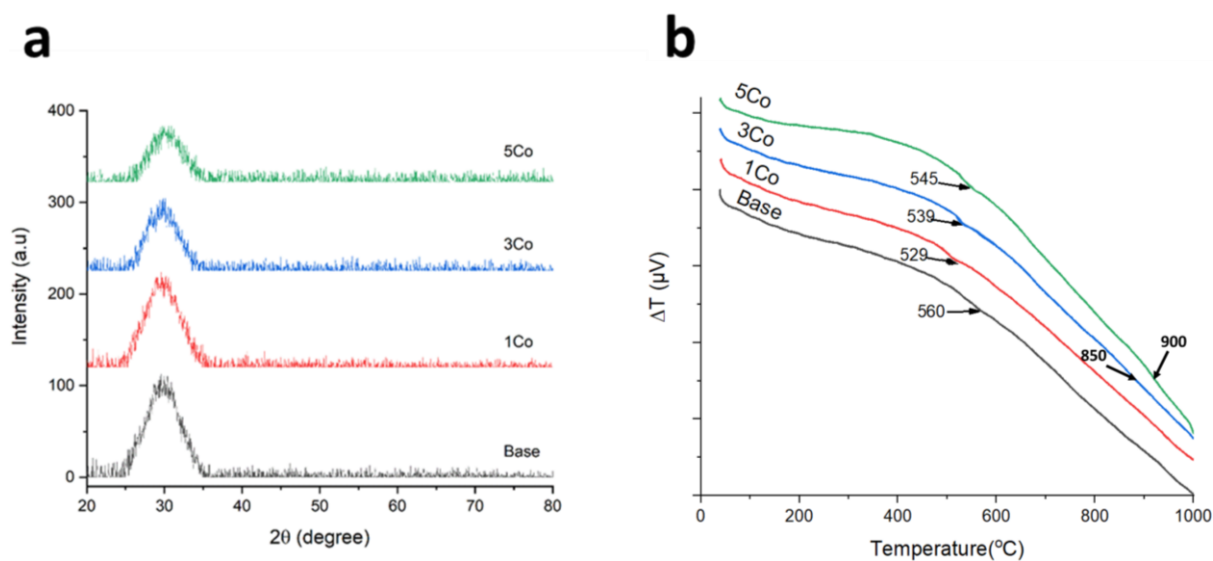 a
400
300
200
100
0
5Co
3Co
1Co
Base
20 30 40 50 60 70 80
2θ (degree)
Intensity (a.u)
b
5Co
3Co
1Co
Base
545
539
529
560
850
900
0 200 400 600 800 1000
Temperature(°C)
ΔT (μV)